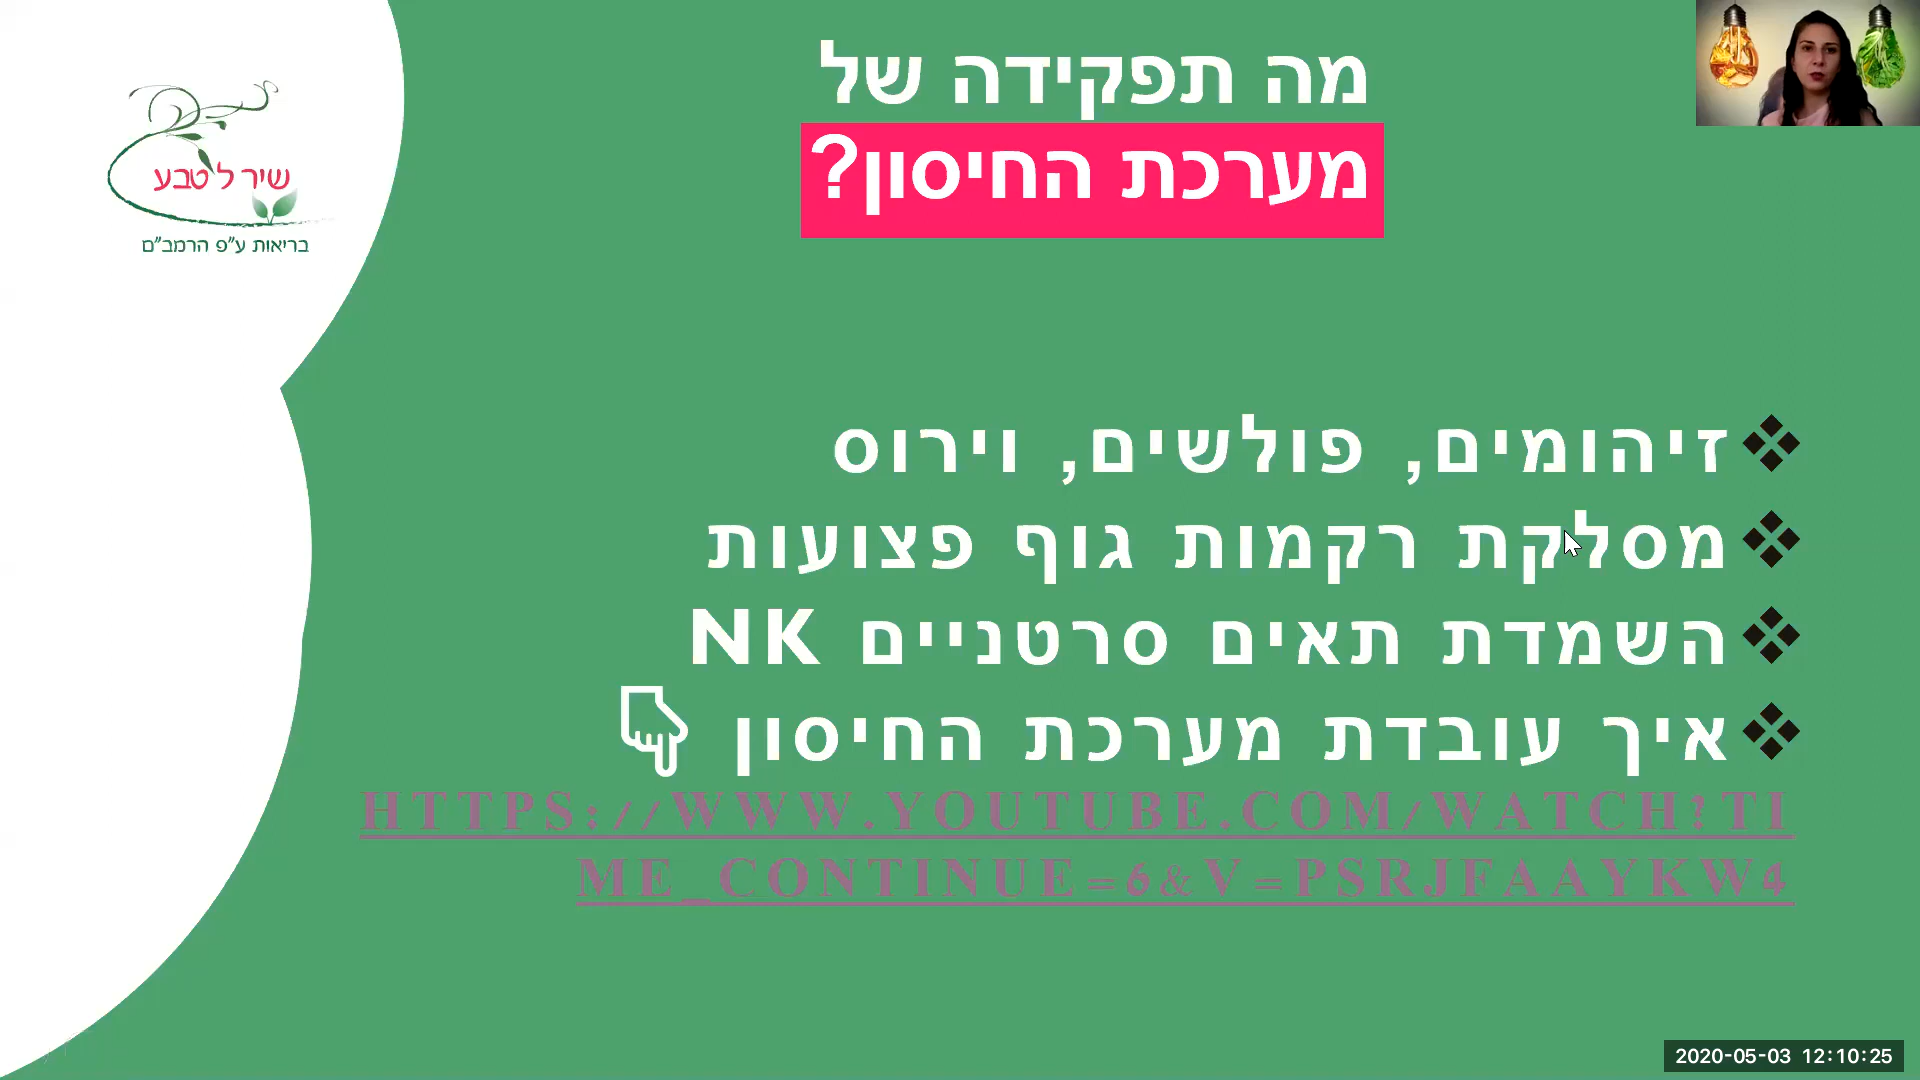 מה תפקידה של
מערכת החיסון?
שיר ל טבע
בריאות ע"פ הרמב"ם
זיהומים, פולשים, וירוס
מסלקת רקמות גוף פצועות
השמדת תאים סרטניים NK
איך עובדת מערכת החיסון
HTTPS://WWW.YOUTUBE.COM/WATCH?TI
ME_CONTINUE=6&V=PSRJFAAYKW4
2020-05-03 12:10:25